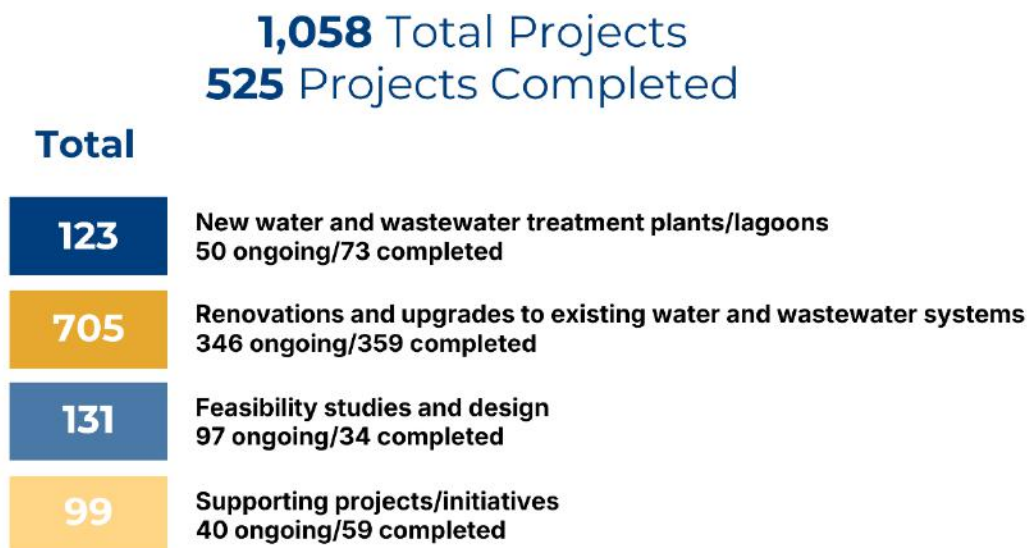 1,058 Total Projects
525 Projects Completed
Total
123
New water and wastewater treatment plants/lagoons
50 ongoing/73 completed
705
Renovations and upgrades to existing water and wastewater systems
346 ongoing/359 completed
131
Feasibility studies and design
97 ongoing/34 completed
99
Supporting projects/initiatives
40 ongoing/59 completed